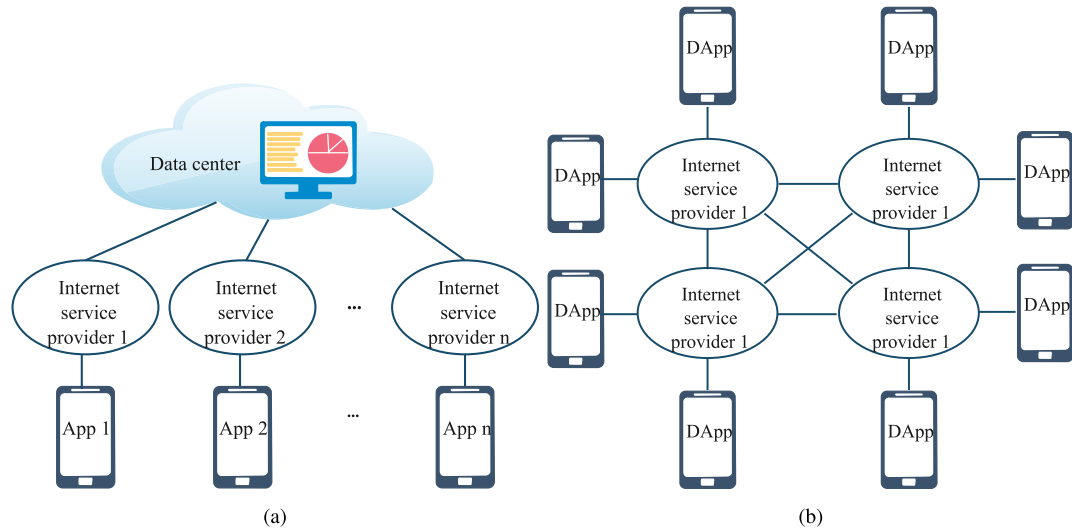 Data center
Internet
service
provider 1
Internet
service
provider 2
...
Internet
service
provider n
App 1
App 2
...
App n
(a)
DApp
DApp
DApp
Internet
service
provider 1
Internet
service
provider 1
DApp
DApp
Internet
service
provider 1
Internet
service
provider 1
DApp
DApp
DApp
(b)